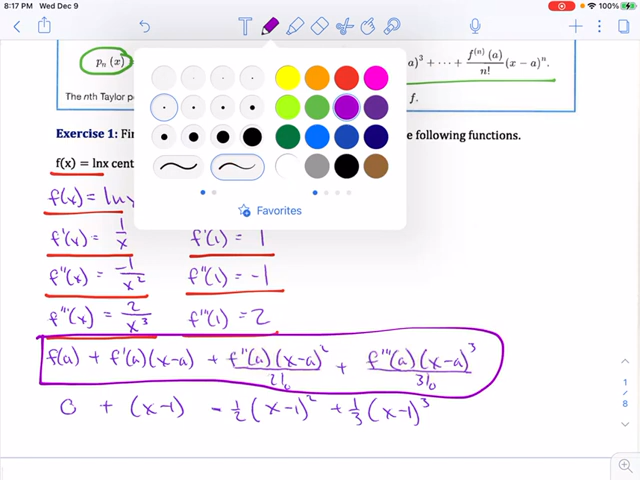 8:17 PM Wed Dec 9 100%
T
pₙ(x) a)³ + ··· + f⁽ⁿ⁾(a)/n! (x − a)ⁿ.
The nth Taylor po f.
Exercise 1: Fin e following functions.
f(x) = lnx cent
f(x) = ln
f'(x) = 1/x f'(1) = 1
f''(x) = -1/x² f''(1) = -1
f'''(x) = 2/x³ f'''(1) = 2
f(a) + f'(a)(x-a) + f''(a)(x-a)²/2! + f'''(a)(x-a)³/3!
0 + (x-1) - ½(x-1)² + ⅓(x-1)³
Favorites
1
/
8